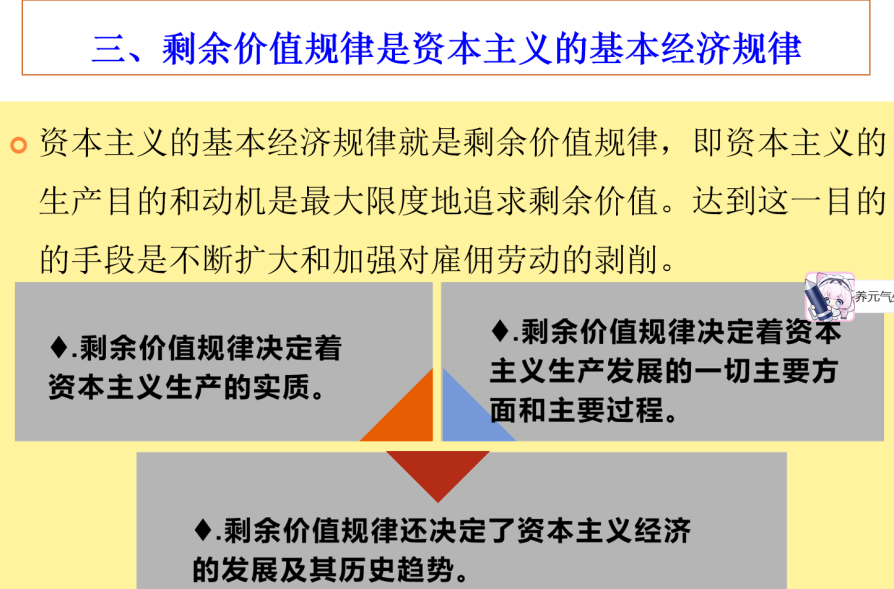 三、剩余价值规律是资本主义的基本经济规律
资本主义的基本经济规律就是剩余价值规律，即资本主义的
生产目的和动机是最大限度地追求剩余价值。达到这一目的
的手段是不断扩大和加强对雇佣劳动的剥削。
养元气
♦.剩余价值规律决定着
资本主义生产的实质。
♦.剩余价值规律决定着资本
主义生产发展的一切主要方
面和主要过程。
♦.剩余价值规律还决定了资本主义经济
的发展及其历史趋势。